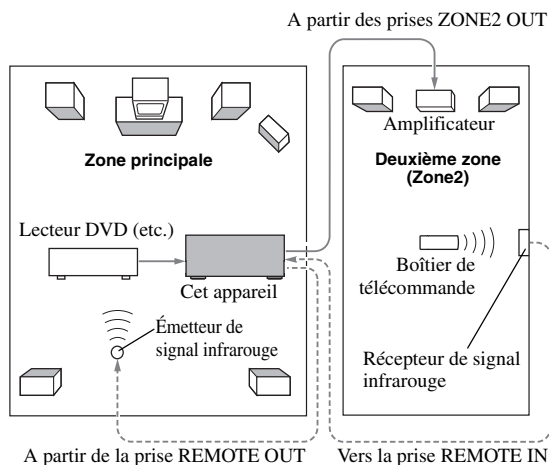 A partir des prises ZONE2 OUT
Zone principale
Amplificateur
Deuxième zone
(Zone2)
Lecteur DVD (etc.)
Cet appareil
Boîtier de
télécommande
Émetteur de
signal infrarouge
Récepteur de signal
infrarouge
A partir de la prise REMOTE OUT
Vers la prise REMOTE IN